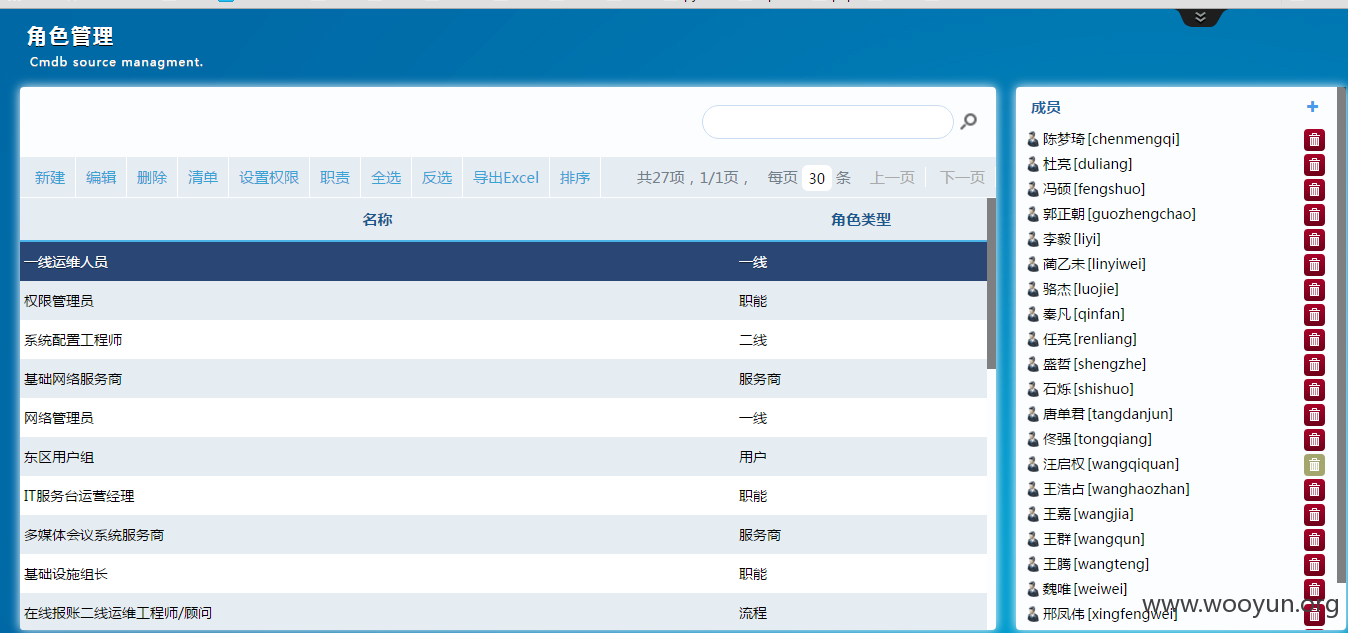 角色管理
Cmdb source managment.
新建 编辑 删除 清单 设置权限 职责 全选 反选 导出Excel 排序 共27项，1/1页， 每页 30 条 上一页 下一页
名称 角色类型
一线运维人员 一线
权限管理员 职能
系统配置工程师 二线
基础网络服务商 服务商
网络管理员 一线
东区用户组 用户
IT服务台运营经理 职能
多媒体会议系统服务商 服务商
基础设施组长 职能
在线报账二线运维工程师/顾问 流程
成员 +
陈梦琦[chenmengqi]
杜亮[duliang]
冯硕[fengshuo]
郭正朝[guozhengchao]
李毅[liyi]
蔺乙未[linyiwei]
骆杰[luojie]
秦凡[qinfan]
任亮[renliang]
盛哲[shengzhe]
石烁[shishuo]
唐单君[tangdanjun]
佟强[tongqiang]
汪启权[wangqiquan]
王浩占[wanghaozhan]
王嘉[wangjia]
王群[wangqun]
王腾[wangteng]
魏唯[weiwei]
邢凤伟[xingfengwei]
www.wooyun.org